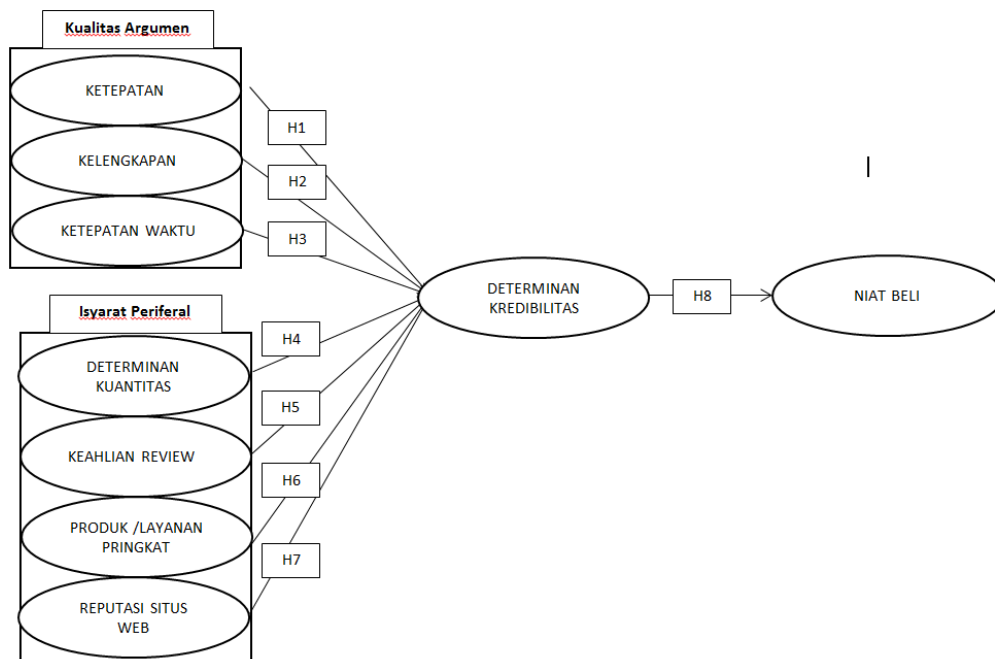 Kualitas Argumen
KETEPATAN
KELENGKAPAN
KETEPATAN WAKTU
H1
H2
H3
Isyarat Periferal
DETERMINAN
KUANTITAS
KEAHLIAN REVIEW
PRODUK /LAYANAN
PRINGKAT
REPUTASI SITUS
WEB
H4
H5
H6
H7
DETERMINAN
KREDIBILITAS
H8
NIAT BELI